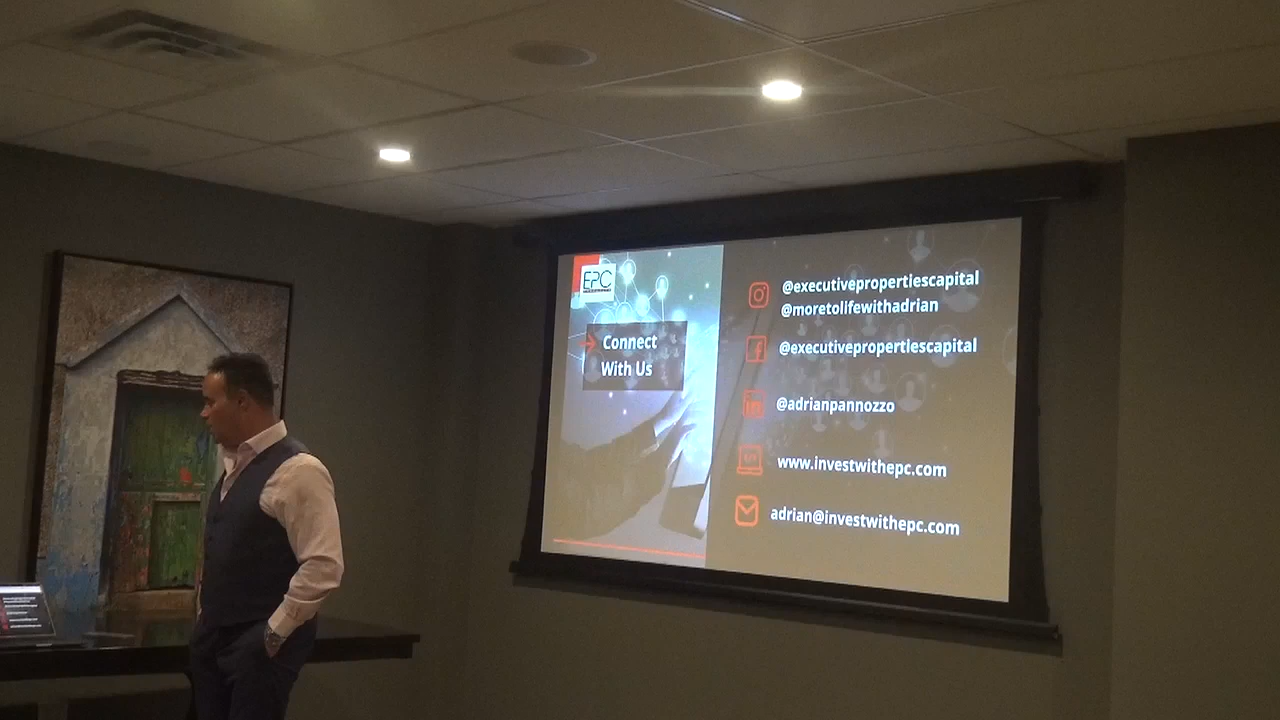 EPC
Connect
With Us
@executivepropertiescapital
@moretolifewithadrian
@executivepropertiescapital
@adrianpannozzo
www.investwithepc.com
adrian@investwithepc.com